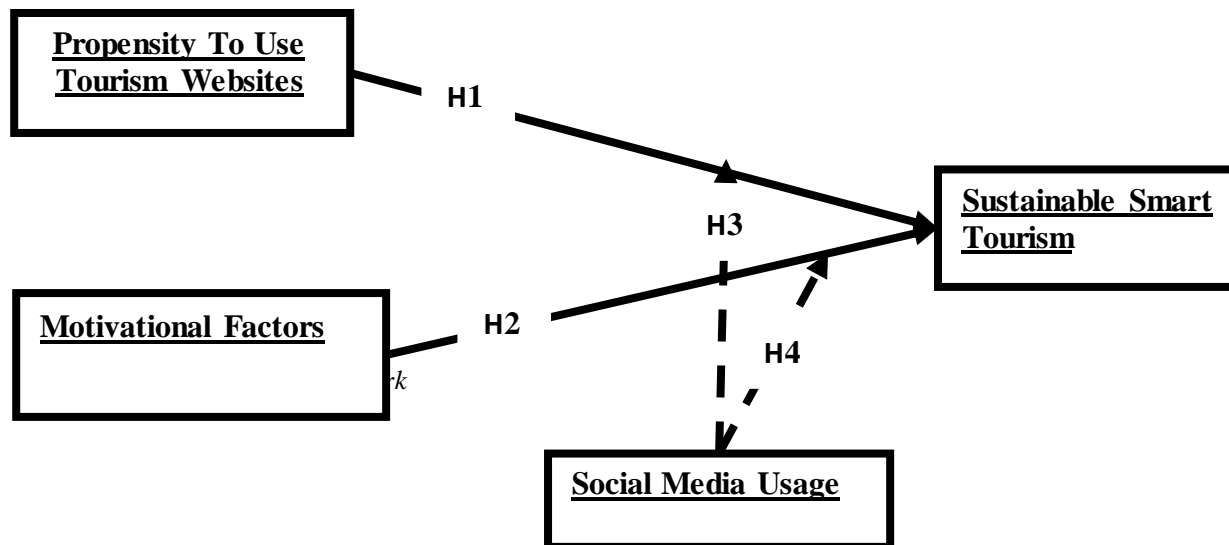 Propensity To Use
Tourism Websites
H1
Sustainable Smart
Tourism
H3
Motivational Factors
H2
H4
rk
Social Media Usage